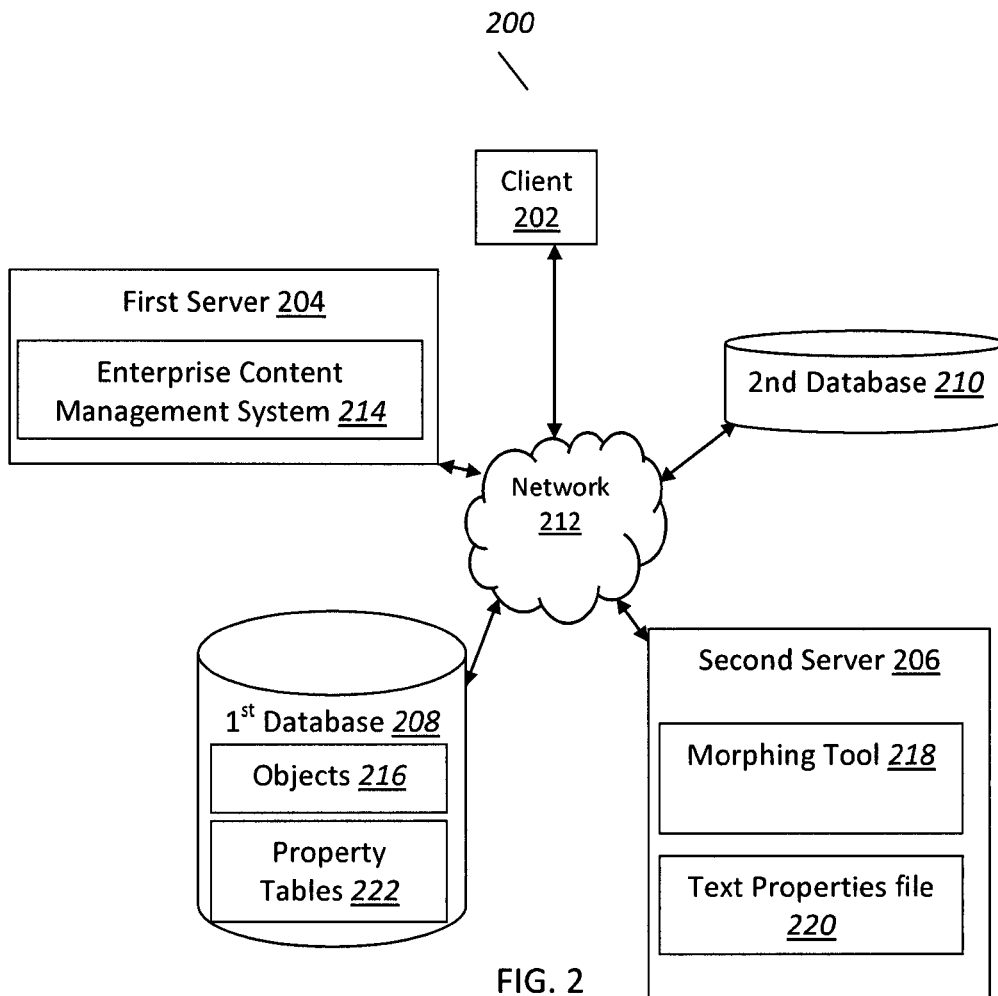 200
Client
202
First Server 204
Enterprise Content
Management System 214
2nd Database 210
Network
212
1st Database 208
Objects 216
Property
Tables 222
Second Server 206
Morphing Tool 218
Text Properties file
220
FIG. 2